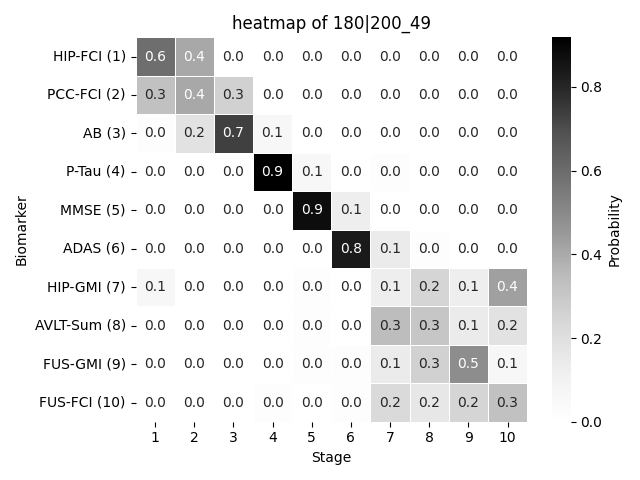 heatmap of 180|200_49
Biomarker
HIP-FCI (1) 0.6 0.4 0.0 0.0 0.0 0.0 0.0 0.0 0.0 0.0
PCC-FCI (2) 0.3 0.4 0.3 0.0 0.0 0.0 0.0 0.0 0.0 0.0
AB (3) 0.0 0.2 0.7 0.1 0.0 0.0 0.0 0.0 0.0 0.0
P-Tau (4) 0.0 0.0 0.0 0.9 0.1 0.0 0.0 0.0 0.0 0.0
MMSE (5) 0.0 0.0 0.0 0.0 0.9 0.1 0.0 0.0 0.0 0.0
ADAS (6) 0.0 0.0 0.0 0.0 0.0 0.8 0.1 0.0 0.0 0.0
HIP-GMI (7) 0.1 0.0 0.0 0.0 0.0 0.0 0.1 0.2 0.1 0.4
AVLT-Sum (8) 0.0 0.0 0.0 0.0 0.0 0.0 0.3 0.3 0.1 0.2
FUS-GMI (9) 0.0 0.0 0.0 0.0 0.0 0.0 0.1 0.3 0.5 0.1
FUS-FCI (10) 0.0 0.0 0.0 0.0 0.0 0.0 0.2 0.2 0.2 0.3
1 2 3 4 5 6 7 8 9 10
Stage
0.8
0.6
0.4
0.2
0.0
Probability